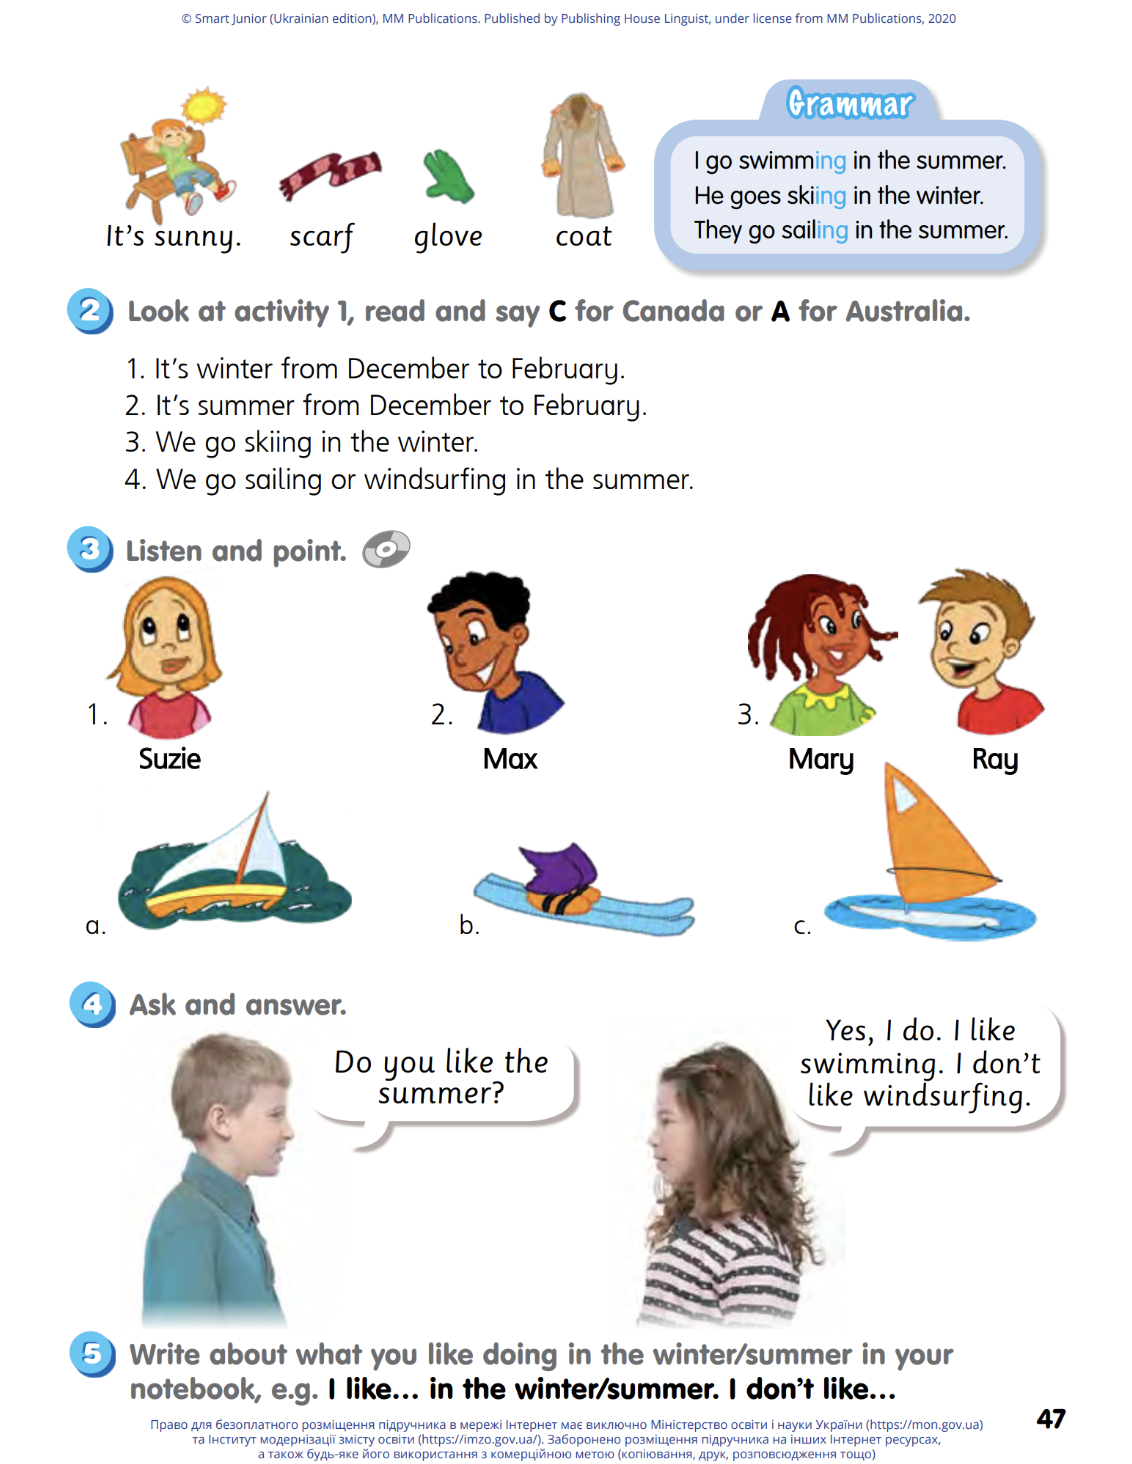 © Smart Junior (Ukrainian edition), MM Publications. Published by Publishing House Linguist, under license from MM Publications, 2020
It's sunny.
scarf
glove
coat
Grammar
I go swimming in the summer.
He goes skiing in the winter.
They go sailing in the summer.
2 Look at activity 1, read and say C for Canada or A for Australia.
1. It's winter from December to February.
2. It's summer from December to February.
3. We go skiing in the winter.
4. We go sailing or windsurfing in the summer.
3 Listen and point.
1.
Suzie
2.
Max
3.
Mary
Ray
a.
b.
c.
4 Ask and answer.
Do you like the
summer?
Yes, I do. I like
swimming. I don't
like windsurfing.
5 Write about what you like doing in the winter/summer in your
notebook, e.g. I like... in the winter/summer. I don't like...
Право для безоплатного розміщення підручника в мережі Інтернет має виключно Міністерство освіти і науки України (https://mon.gov.ua)
та Інститут модернізації змісту освіти (https://imzo.gov.ua/). Заборонено розміщення підручника на інших Інтернет ресурсах,
а також будь-яке його використання з комерційною метою (копіювання, друк, розповсюдження тощо)
47